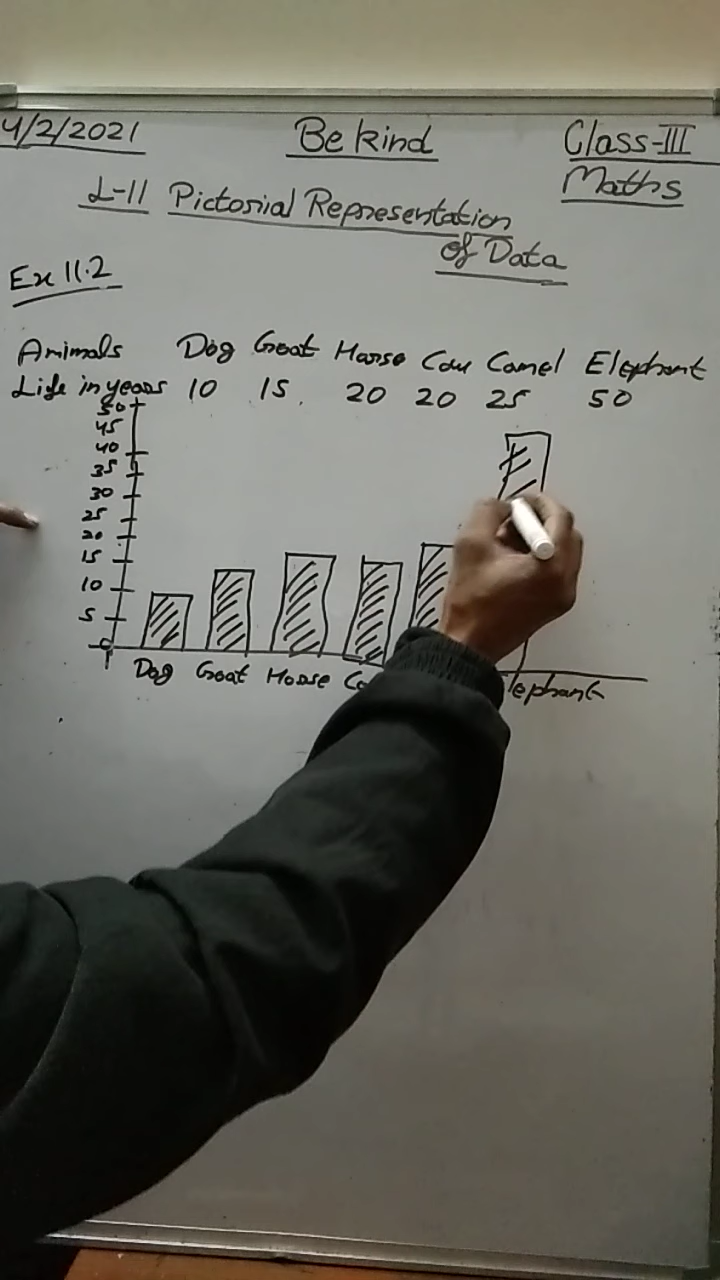 4/2/2021 Be kind Class-III
Maths
L-11 Pictorial Representation
of Data
Ex 11.2
Animals Dog Goat Horse Cow Camel Elephant
Life in years 10 15 20 20 25 50
50
45
40
35
30
25
20
15
10
5
0
Dog Goat Horse Co lephant